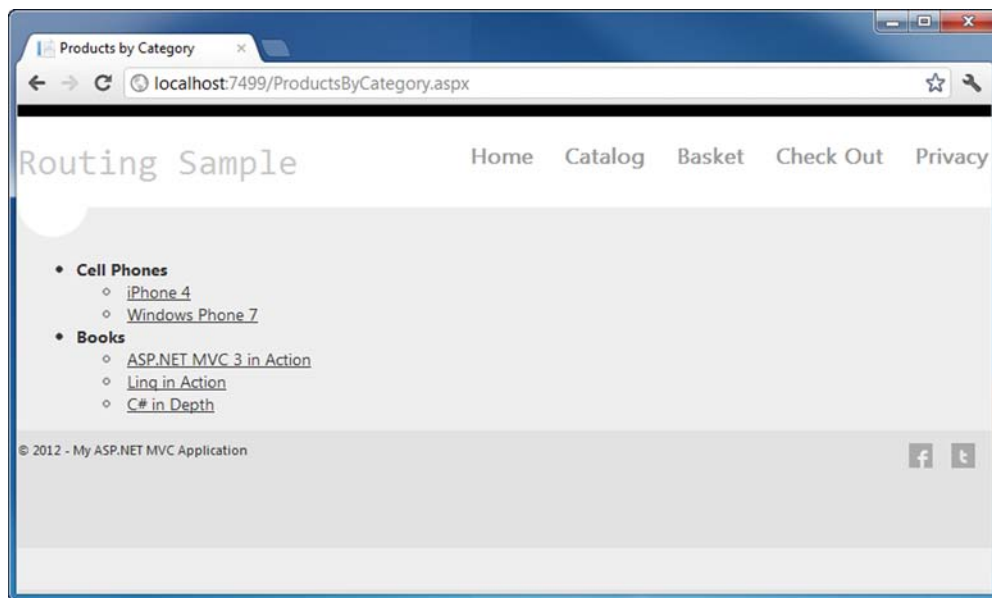 Products by Category
localhost:7499/ProductsByCategory.aspx
Routing Sample
Home Catalog Basket Check Out Privacy
Cell Phones
iPhone 4
Windows Phone 7
Books
ASP.NET MVC 3 in Action
Linq in Action
C# in Depth
© 2012 - My ASP.NET MVC Application